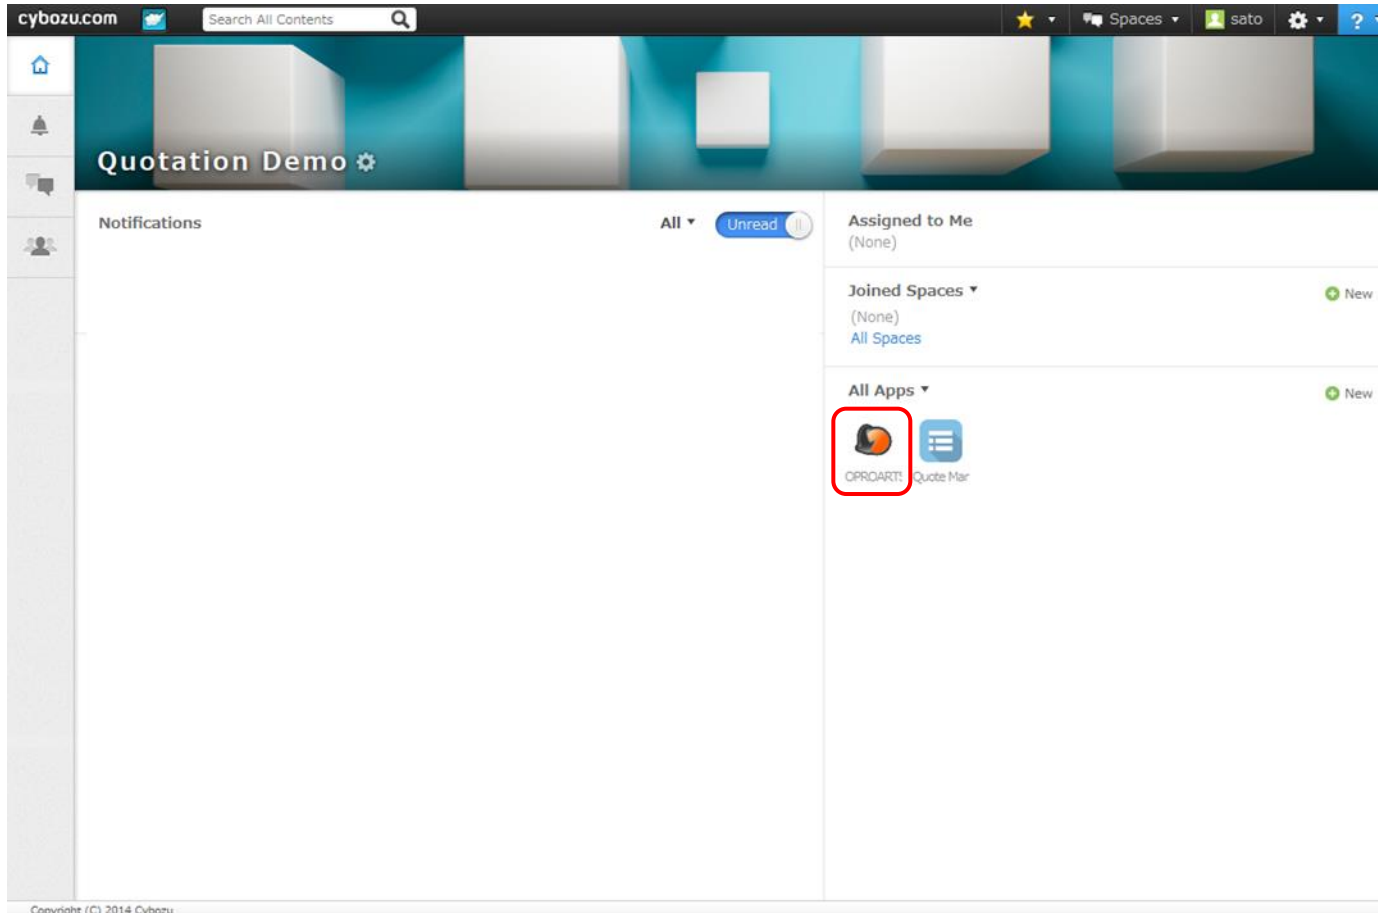 cybozu.com
Search All Contents
Spaces
sato
?
Quotation Demo
Notifications
All
Unread
Assigned to Me
(None)
Joined Spaces
New
(None)
All Spaces
All Apps
New
OPROARTS
Quote Mar
Copyright (C) 2014 Cybozu